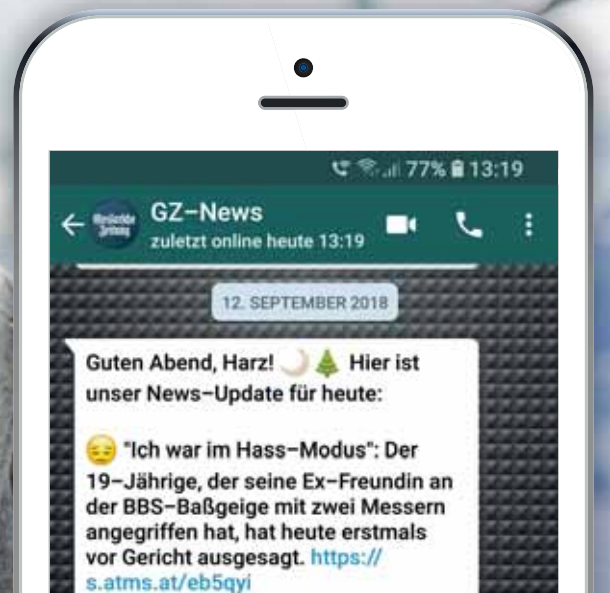 77% 13:19
GZ-News
zuletzt online heute 13:19
12. SEPTEMBER 2018
Guten Abend, Harz! 🌙 🌲 Hier ist
unser News-Update für heute:
😔 "Ich war im Hass-Modus": Der
19-Jährige, der seine Ex-Freundin an
der BBS-Baßgeige mit zwei Messern
angegriffen hat, hat heute erstmals
vor Gericht ausgesagt. https://
s.atms.at/eb5qyi